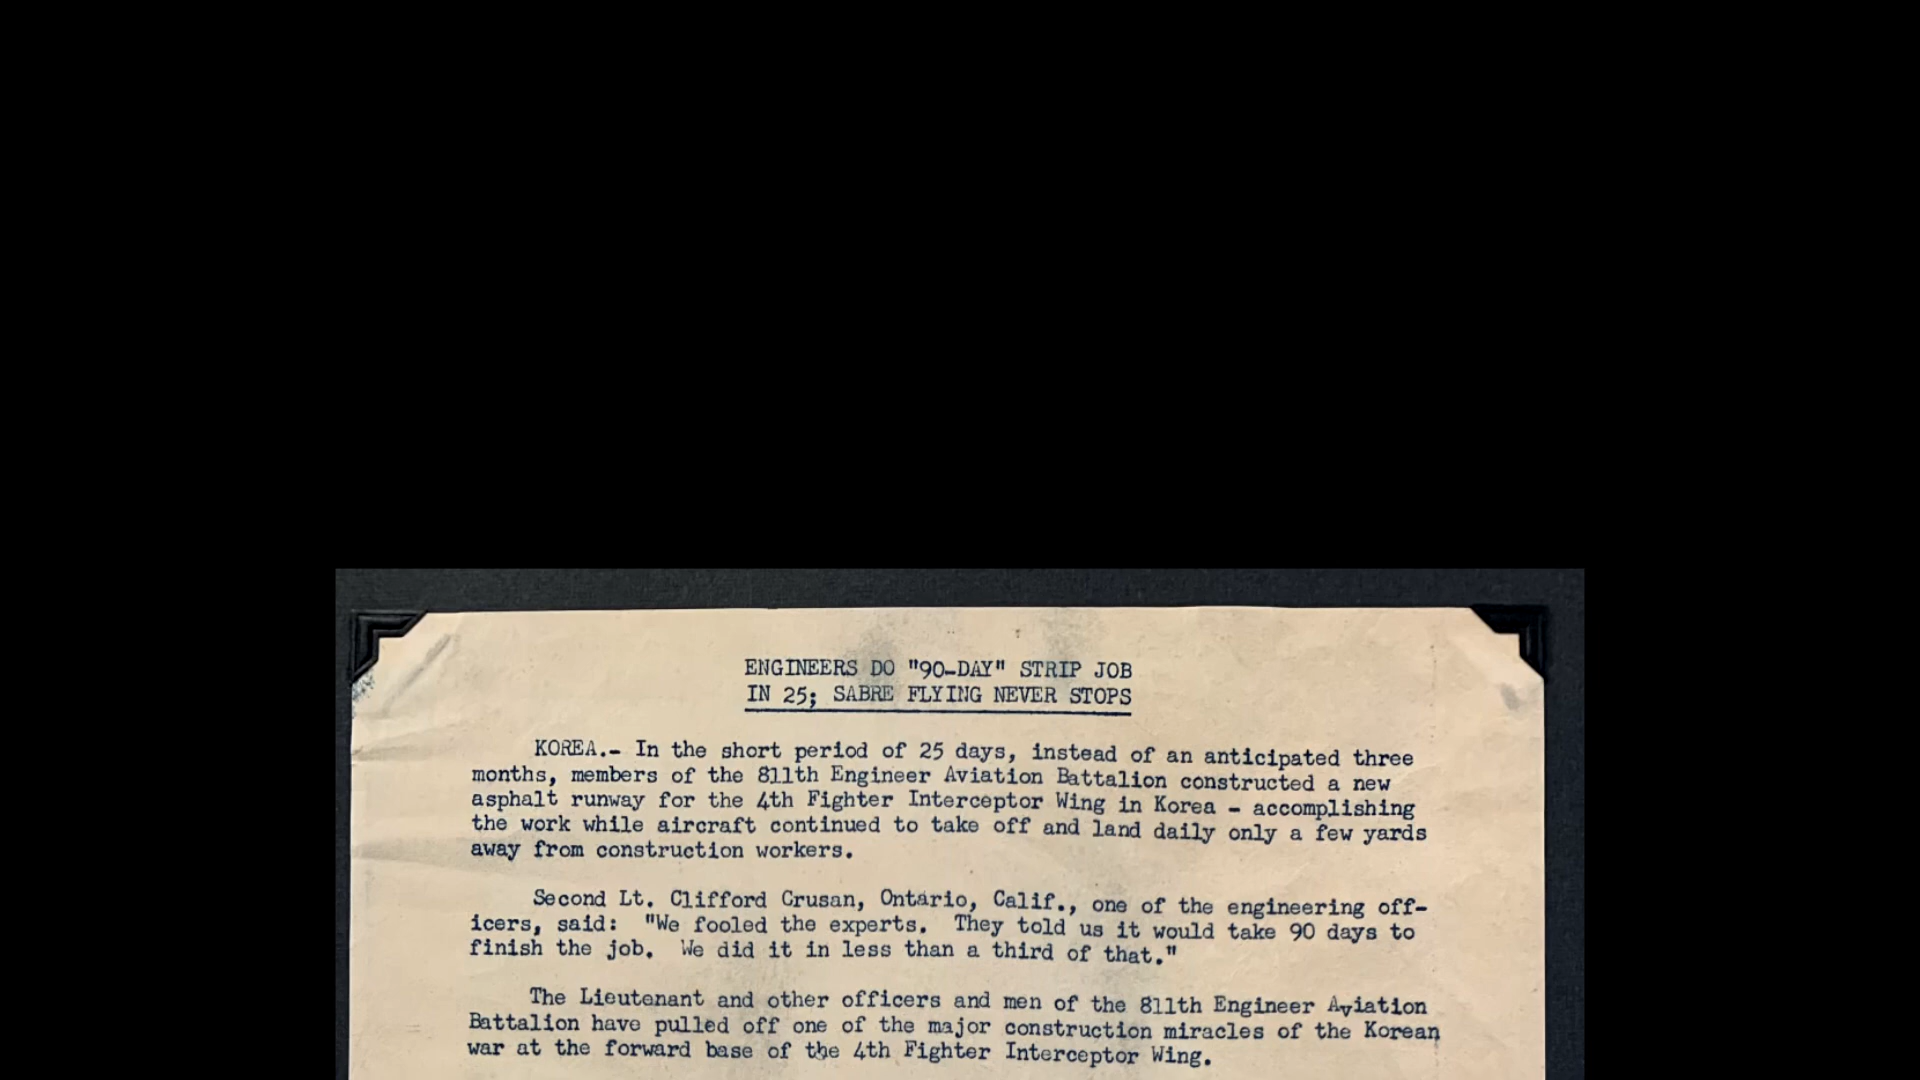 ENGINEERS DO "90-DAY" STRIP JOB
IN 25; SABRE FLYING NEVER STOPS
KOREA.- In the short period of 25 days, instead of an anticipated three
months, members of the 811th Engineer Aviation Battalion constructed a new
asphalt runway for the 4th Fighter Interceptor Wing in Korea - accomplishing
the work while aircraft continued to take off and land daily only a few yards
away from construction workers.
Second Lt. Clifford Crusan, Ontario, Calif., one of the engineering off-
icers, said: "We fooled the experts. They told us it would take 90 days to
finish the job. We did it in less than a third of that."
The Lieutenant and other officers and men of the 811th Engineer Aviation
Battalion have pulled off one of the major construction miracles of the Korean
war at the forward base of the 4th Fighter Interceptor Wing.